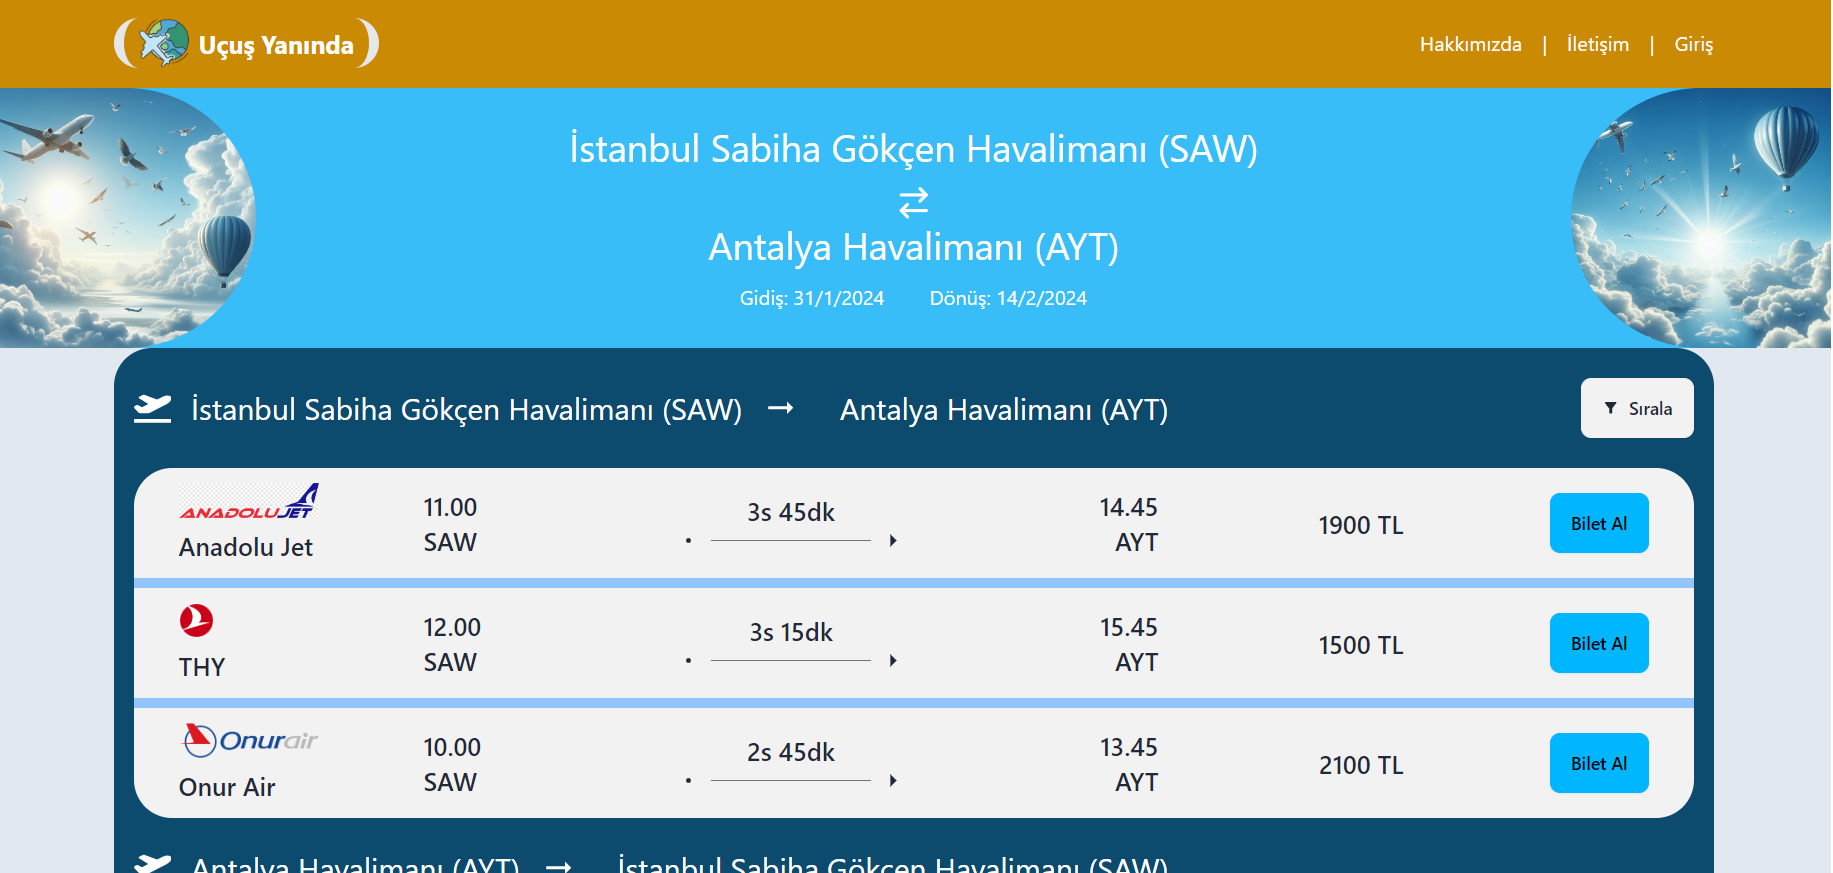 Uçuş Yanında
Hakkımızda | İletişim | Giriş
İstanbul Sabiha Gökçen Havalimanı (SAW)
Antalya Havalimanı (AYT)
Gidiş: 31/1/2024 Dönüş: 14/2/2024
İstanbul Sabiha Gökçen Havalimanı (SAW) → Antalya Havalimanı (AYT)
Sırala
ANADOLUJET
Anadolu Jet
11.00
SAW
3s 45dk
14.45
AYT
1900 TL
Bilet Al
THY
12.00
SAW
3s 15dk
15.45
AYT
1500 TL
Bilet Al
Onurair
Onur Air
10.00
SAW
2s 45dk
13.45
AYT
2100 TL
Bilet Al
Antalya Havalimanı (AYT) → İstanbul Sabiha Gökçen Havalimanı (SAW)